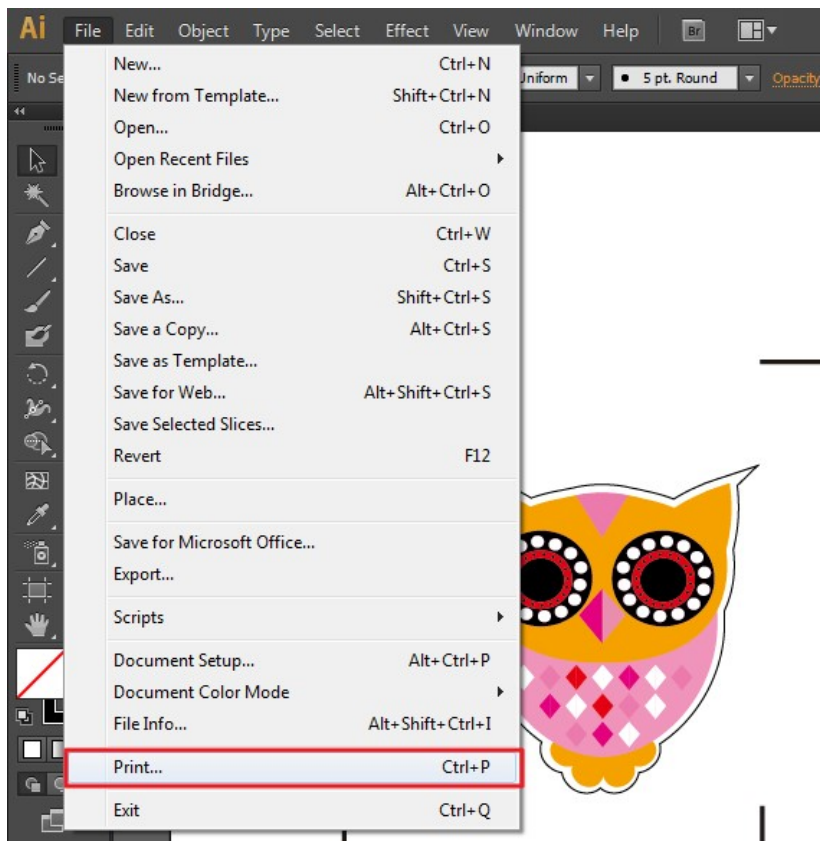 Ai File Edit Object Type Select Effect View Window Help Br
No Se
Uniform 5 pt. Round Opacity
New... Ctrl+N
New from Template... Shift+Ctrl+N
Open... Ctrl+O
Open Recent Files
Browse in Bridge... Alt+Ctrl+O
Close Ctrl+W
Save Ctrl+S
Save As... Shift+Ctrl+S
Save a Copy... Alt+Ctrl+S
Save as Template...
Save for Web... Alt+Shift+Ctrl+S
Save Selected Slices...
Revert F12
Place...
Save for Microsoft Office...
Export...
Scripts
Document Setup... Alt+Ctrl+P
Document Color Mode
File Info... Alt+Shift+Ctrl+I
Print... Ctrl+P
Exit Ctrl+Q